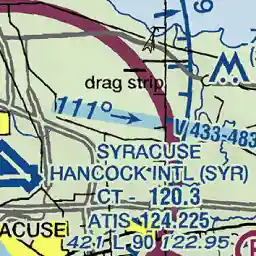 drag strip
111°
V 433-483
SYRACUSE
HANCOCK INTL (SYR)
CT - 120.3
ATIS 124.225
ACUSE
421 L 90 122.95